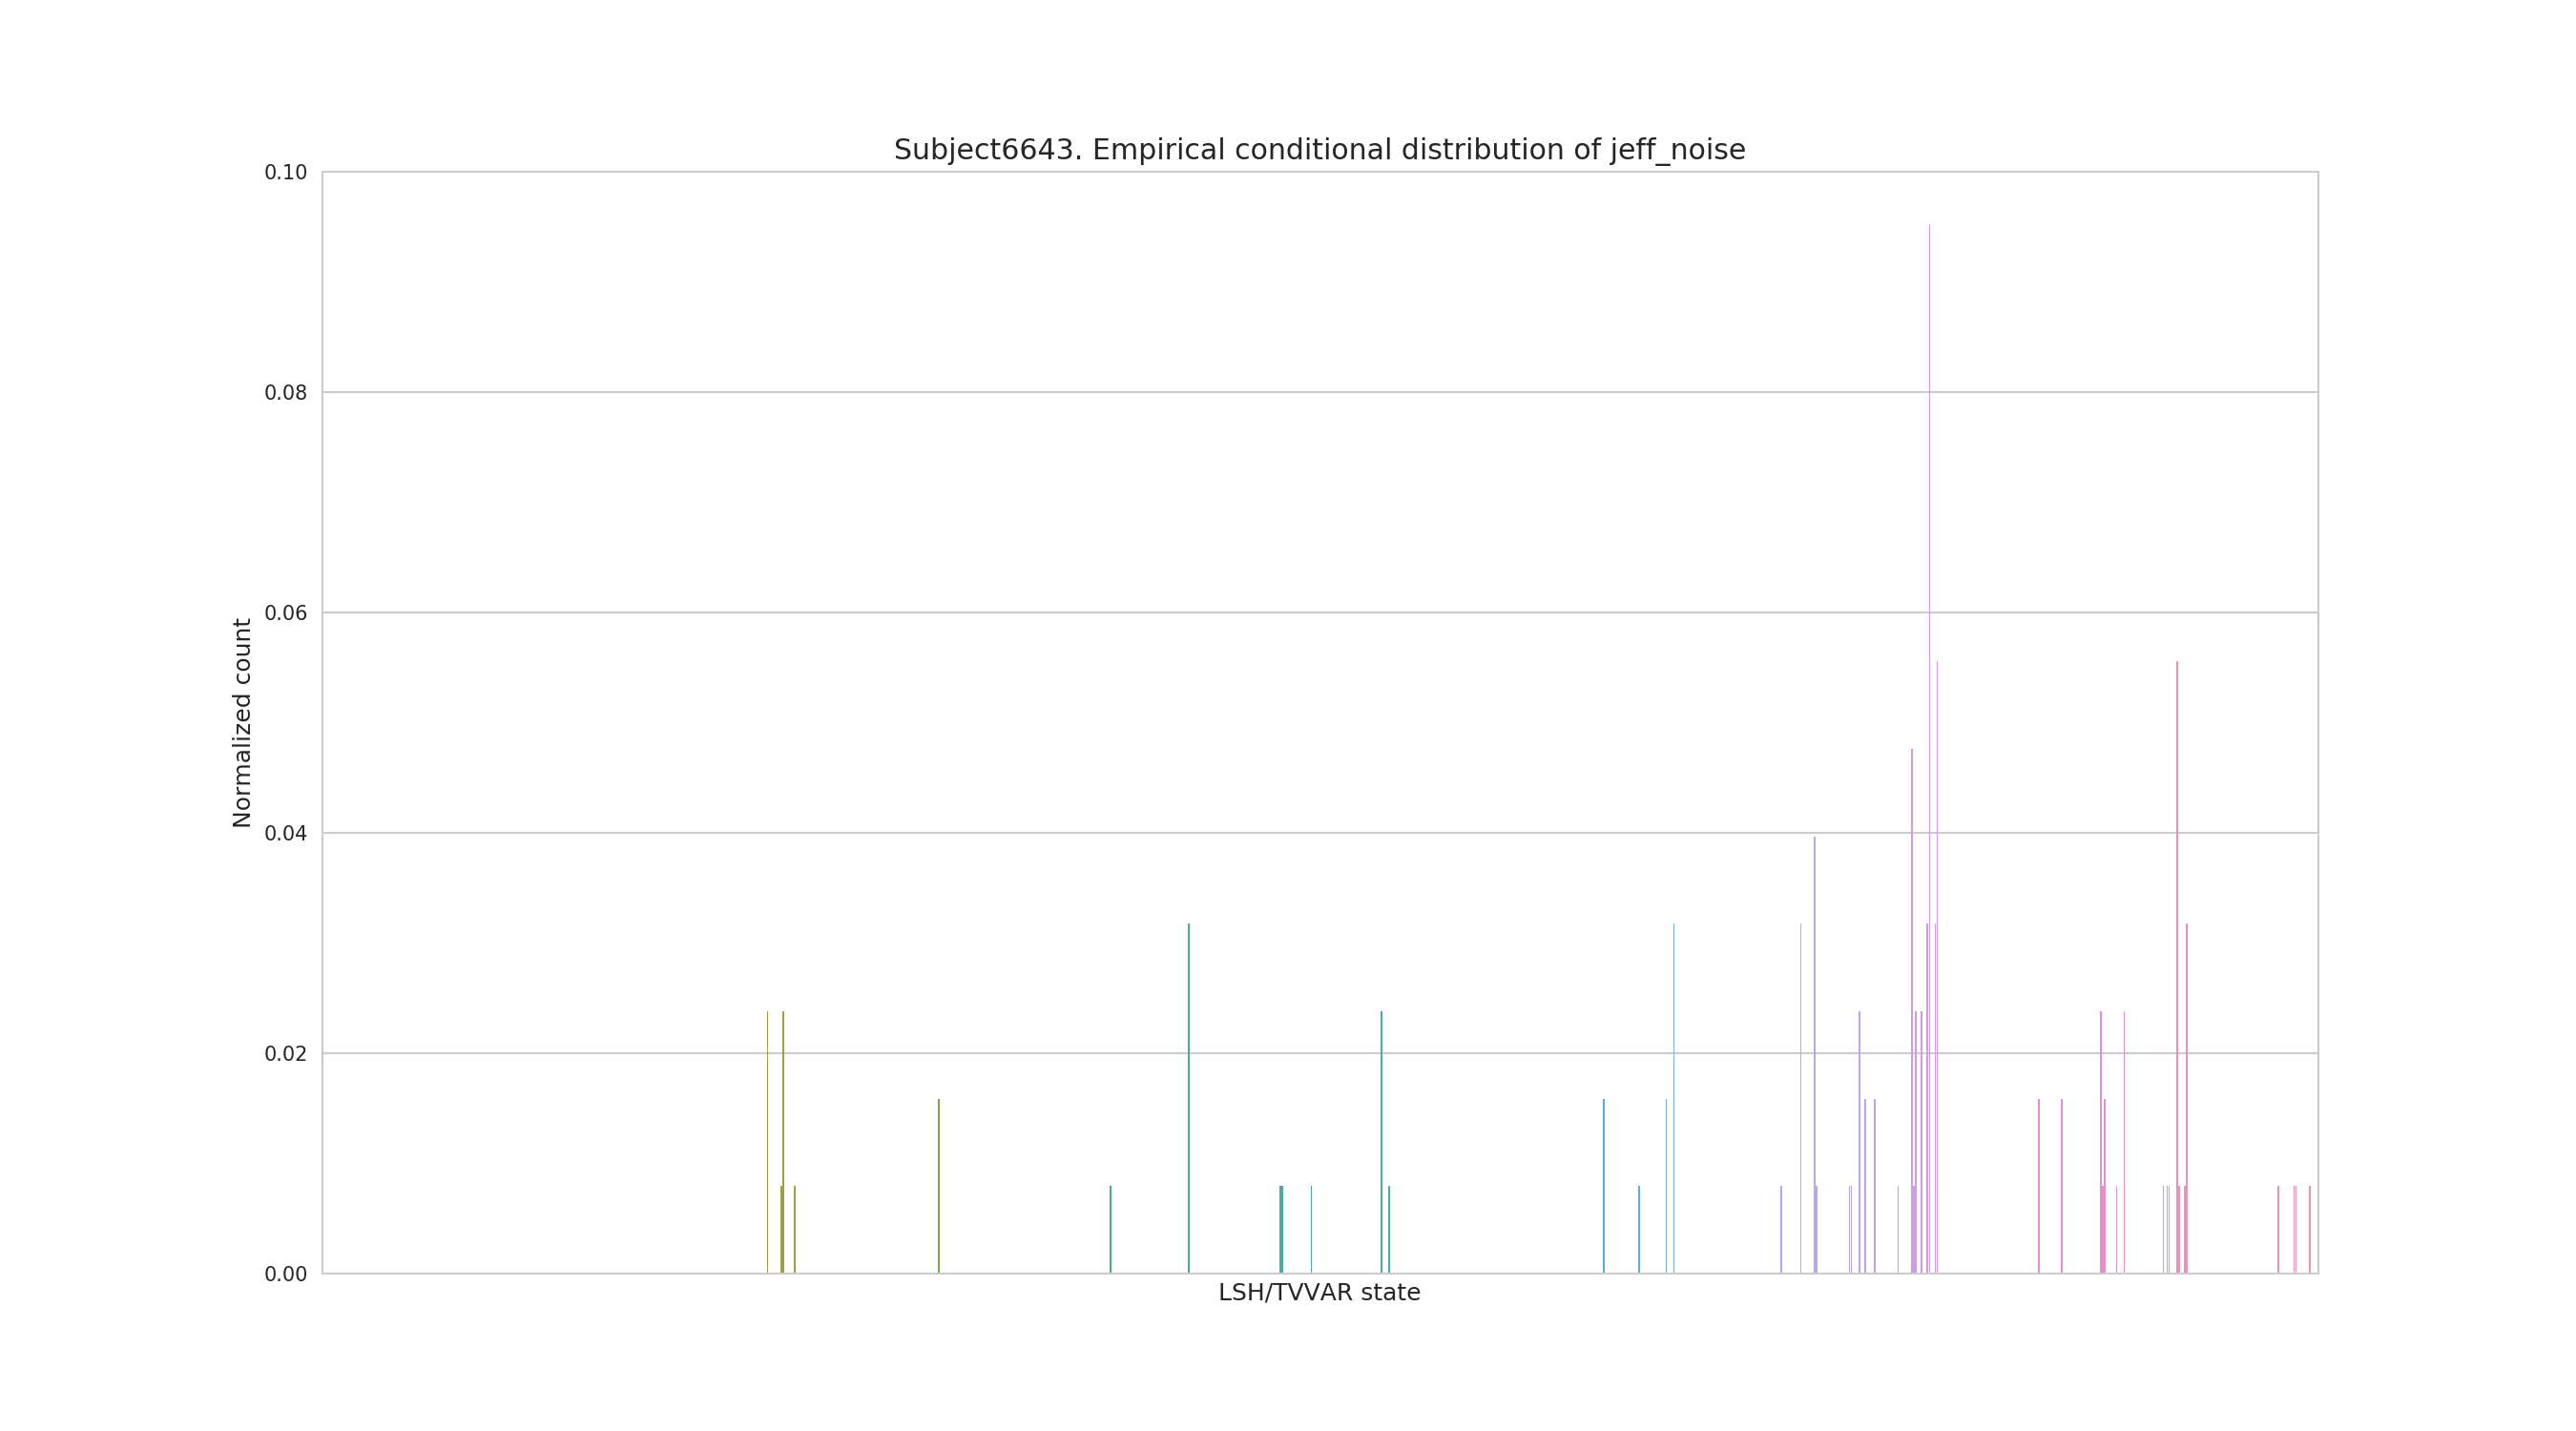 Subject6643. Empirical conditional distribution of jeff_noise
0.10
0.08
0.06
0.04
0.02
0.00
Normalized count
LSH/TVVAR state